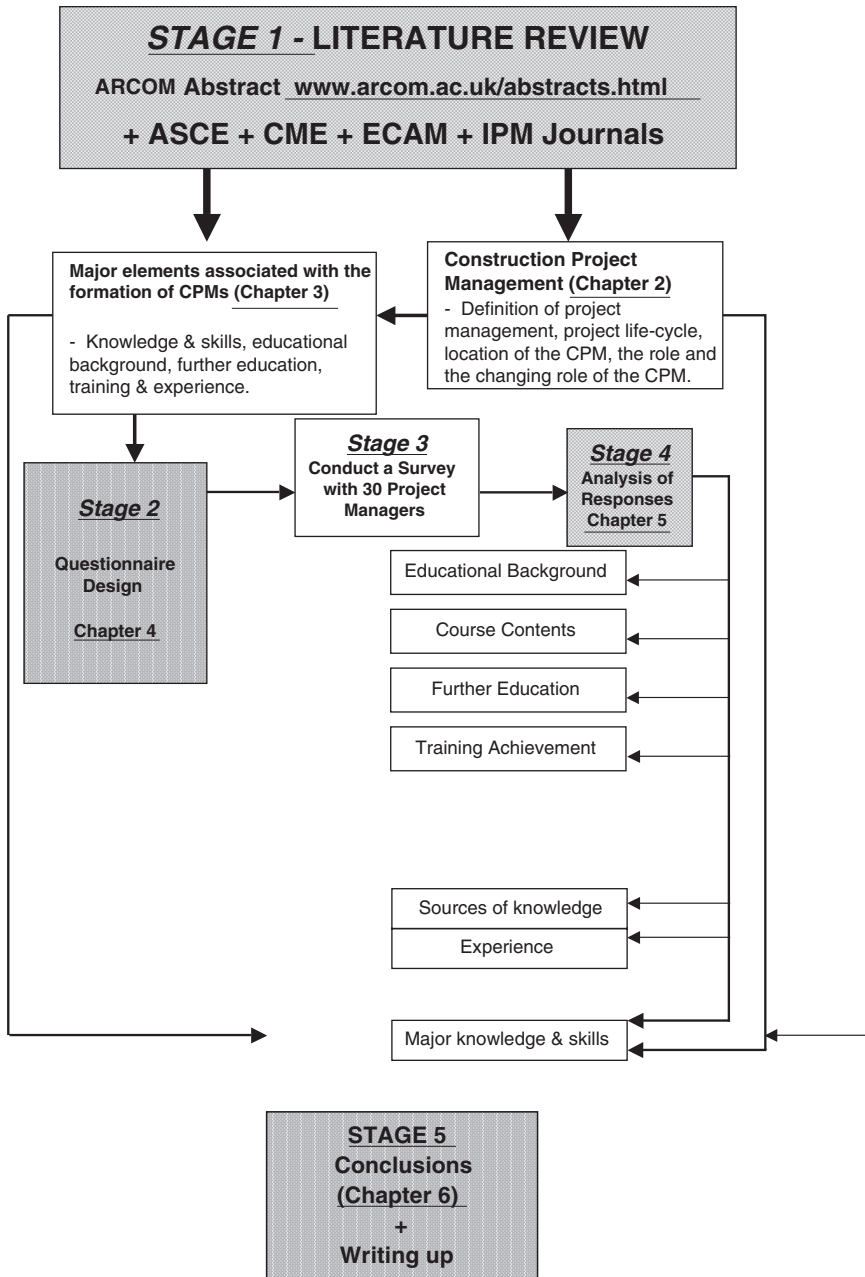 STAGE 1 - LITERATURE REVIEW
ARCOM Abstract www.arcom.ac.uk/abstracts.html
+ ASCE + CME + ECAM + IPM Journals
Major elements associated with the
formation of CPMs (Chapter 3)
- Knowledge & skills, educational
background, further education,
training & experience.
Construction Project
Management (Chapter 2)
- Definition of project
management, project life-cycle,
location of the CPM, the role and
the changing role of the CPM.
Stage 2
Questionnaire
Design
Chapter 4
Stage 3
Conduct a Survey
with 30 Project
Managers
Stage 4
Analysis of
Responses
Chapter 5
Educational Background
Course Contents
Further Education
Training Achievement
Sources of knowledge
Experience
Major knowledge & skills
STAGE 5
Conclusions
(Chapter 6)
+
Writing up